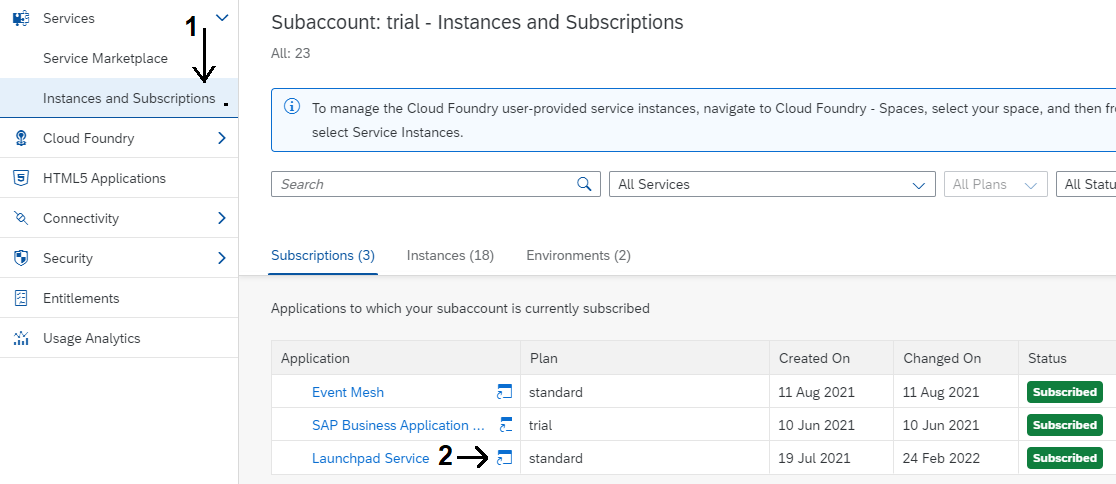 Services
1
Service Marketplace
Instances and Subscriptions
Cloud Foundry
HTML5 Applications
Connectivity
Security
Entitlements
Usage Analytics
Subaccount: trial - Instances and Subscriptions
All: 23
To manage the Cloud Foundry user-provided service instances, navigate to Cloud Foundry - Spaces, select your space, and then fr
select Service Instances.
Search All Services All Plans All Statu
Subscriptions (3) Instances (18) Environments (2)
Applications to which your subaccount is currently subscribed
Application Plan Created On Changed On Status
Event Mesh standard 11 Aug 2021 11 Aug 2021 Subscribed
SAP Business Application ... trial 10 Jun 2021 10 Jun 2021 Subscribed
Launchpad Service 2 standard 19 Jul 2021 24 Feb 2022 Subscribed